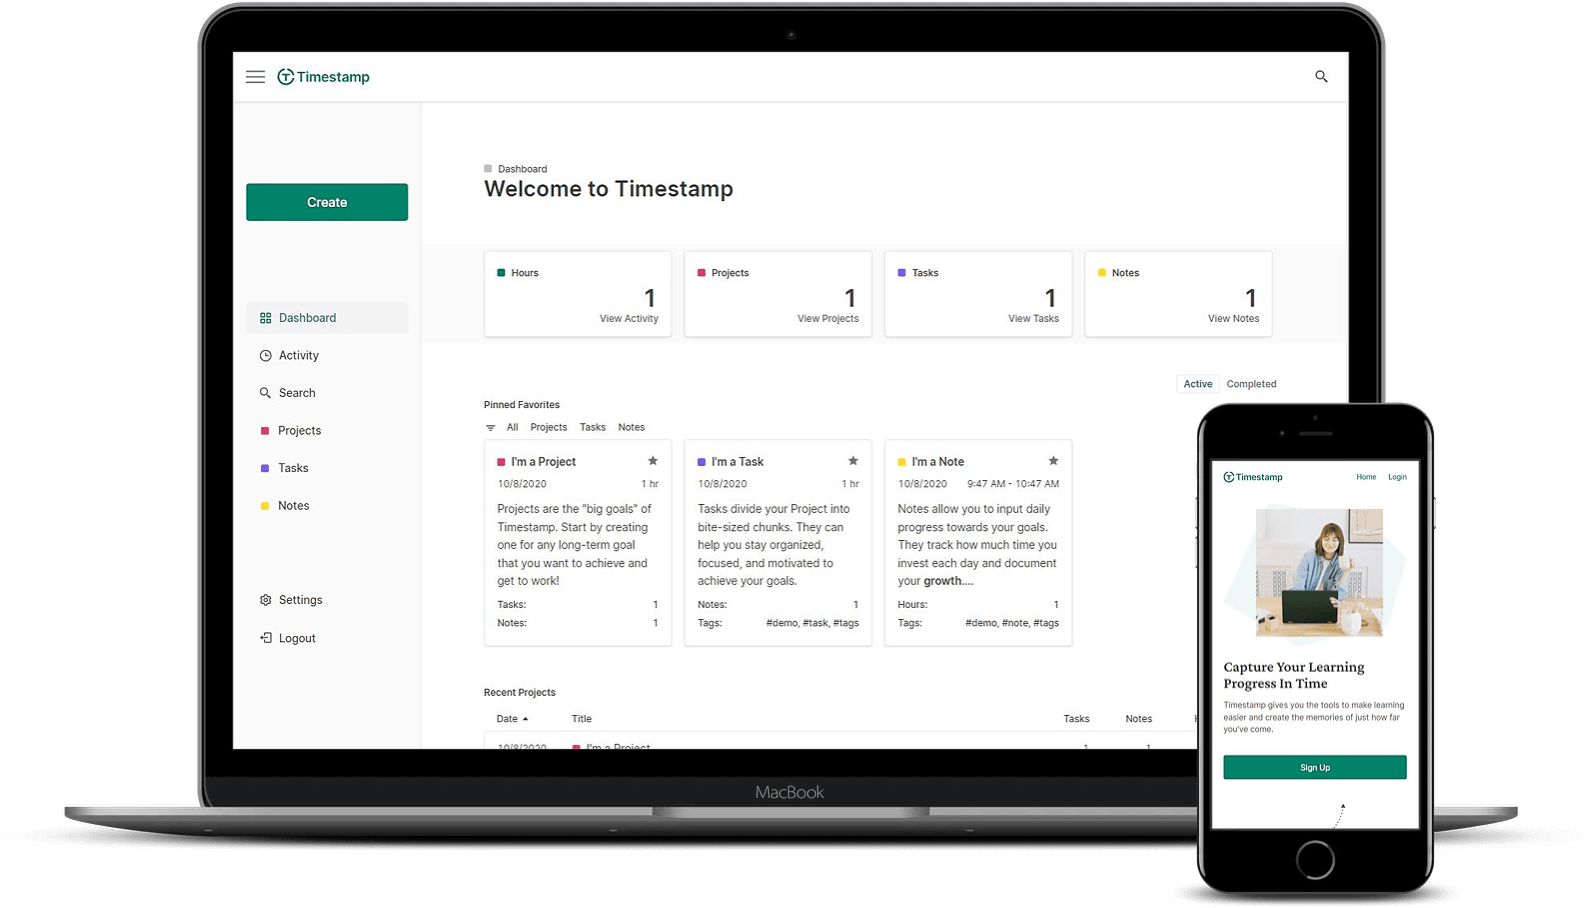 Timestamp
Create
Dashboard
Activity
Search
Projects
Tasks
Notes
Settings
Logout
Dashboard
Welcome to Timestamp
Hours
1
View Activity
Projects
1
View Projects
Tasks
1
View Tasks
Notes
1
View Notes
Active Completed
Pinned Favorites
All Projects Tasks Notes
I'm a Project
10/8/2020 1 hr
Projects are the "big goals" of
Timestamp. Start by creating
one for any long-term goal
that you want to achieve and
get to work!
Tasks: 1
Notes: 1
I'm a Task
10/8/2020 1 hr
Tasks divide your Project into
bite-sized chunks. They can
help you stay organized,
focused, and motivated to
achieve your goals.
Notes: 1
Tags: #demo, #task, #tags
I'm a Note
10/8/2020 9:47 AM - 10:47 AM
Notes allow you to input daily
progress towards your goals.
They track how much time you
invest each day and document
your growth....
Hours: 1
Tags: #demo, #note, #tags
Recent Projects
Date Title Tasks Notes
10/8/2020 I'm a Project 1 1
MacBook
Timestamp Home Login
Capture Your Learning
Progress In Time
Timestamp gives you the tools to make learning
easier and create the memories of just how far
you've come.
Sign Up